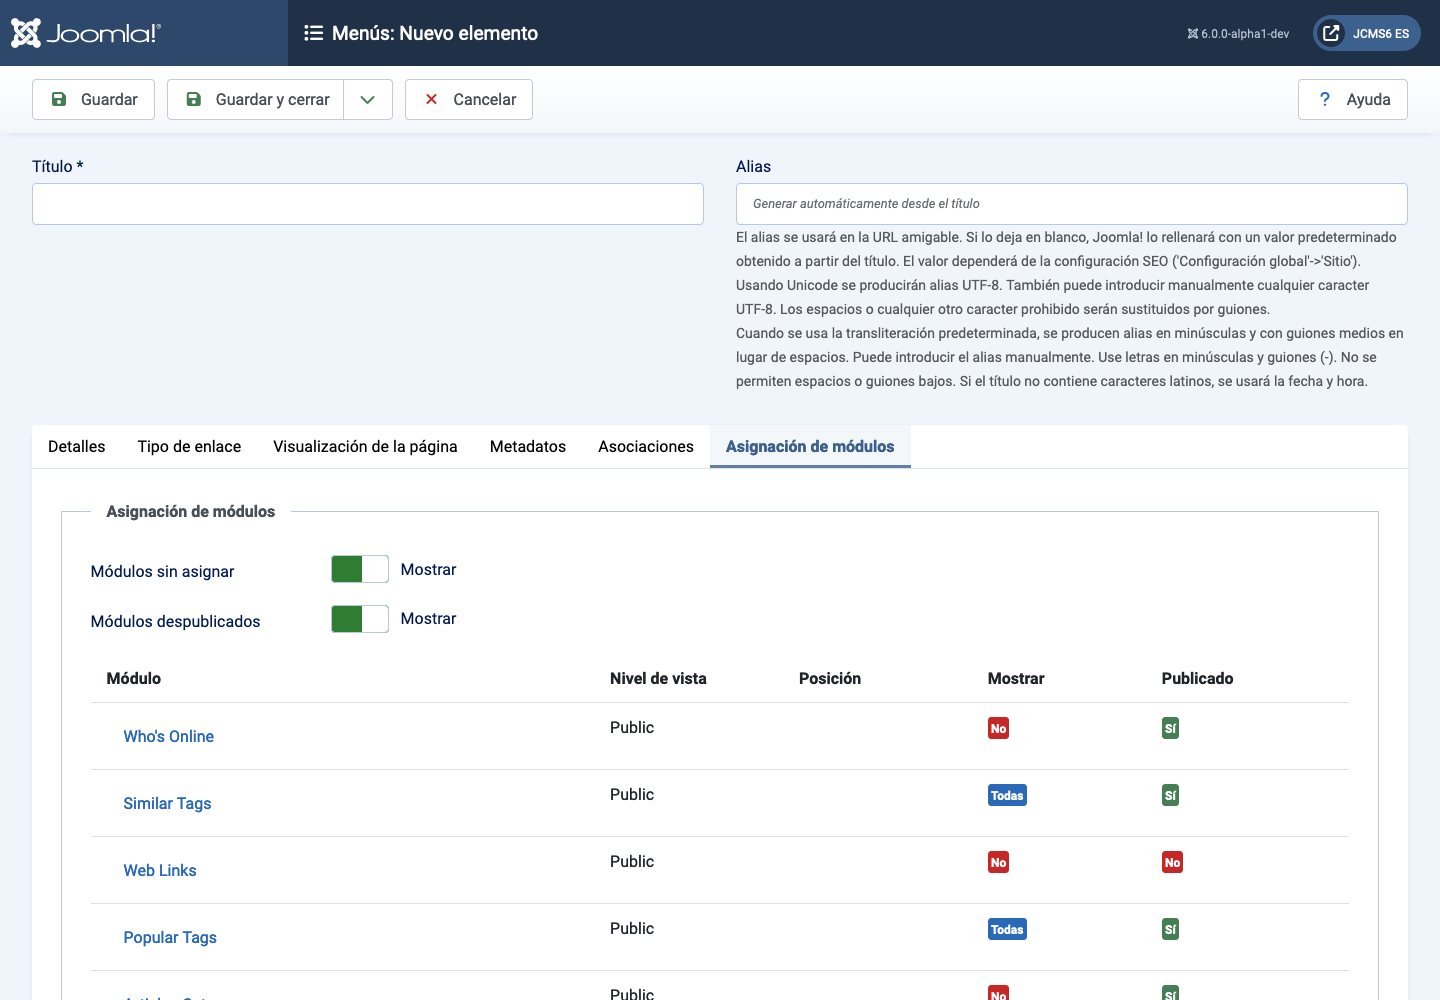 Joomla!®
Menús: Nuevo elemento
6.0.0-alpha1-dev
JCMS6 ES
Guardar
Guardar y cerrar
Cancelar
? Ayuda
Título *
Alias
Generar automáticamente desde el título
El alias se usará en la URL amigable. Si lo deja en blanco, Joomla! lo rellenará con un valor predeterminado
obtenido a partir del título. El valor dependerá de la configuración SEO ('Configuración global'->'Sitio').
Usando Unicode se producirán alias UTF-8. También puede introducir manualmente cualquier caracter
UTF-8. Los espacios o cualquier otro caracter prohibido serán sustituidos por guiones.
Cuando se usa la transliteración predeterminada, se producen alias en minúsculas y con guiones medios en
lugar de espacios. Puede introducir el alias manualmente. Use letras en minúsculas y guiones (-). No se
permiten espacios o guiones bajos. Si el título no contiene caracteres latinos, se usará la fecha y hora.
Detalles Tipo de enlace Visualización de la página Metadatos Asociaciones Asignación de módulos
Asignación de módulos
Módulos sin asignar Mostrar
Módulos despublicados Mostrar
Módulo Nivel de vista Posición Mostrar Publicado
Who's Online Public No Sí
Similar Tags Public Todas Sí
Web Links Public No No
Popular Tags Public Todas Sí
Public No Sí